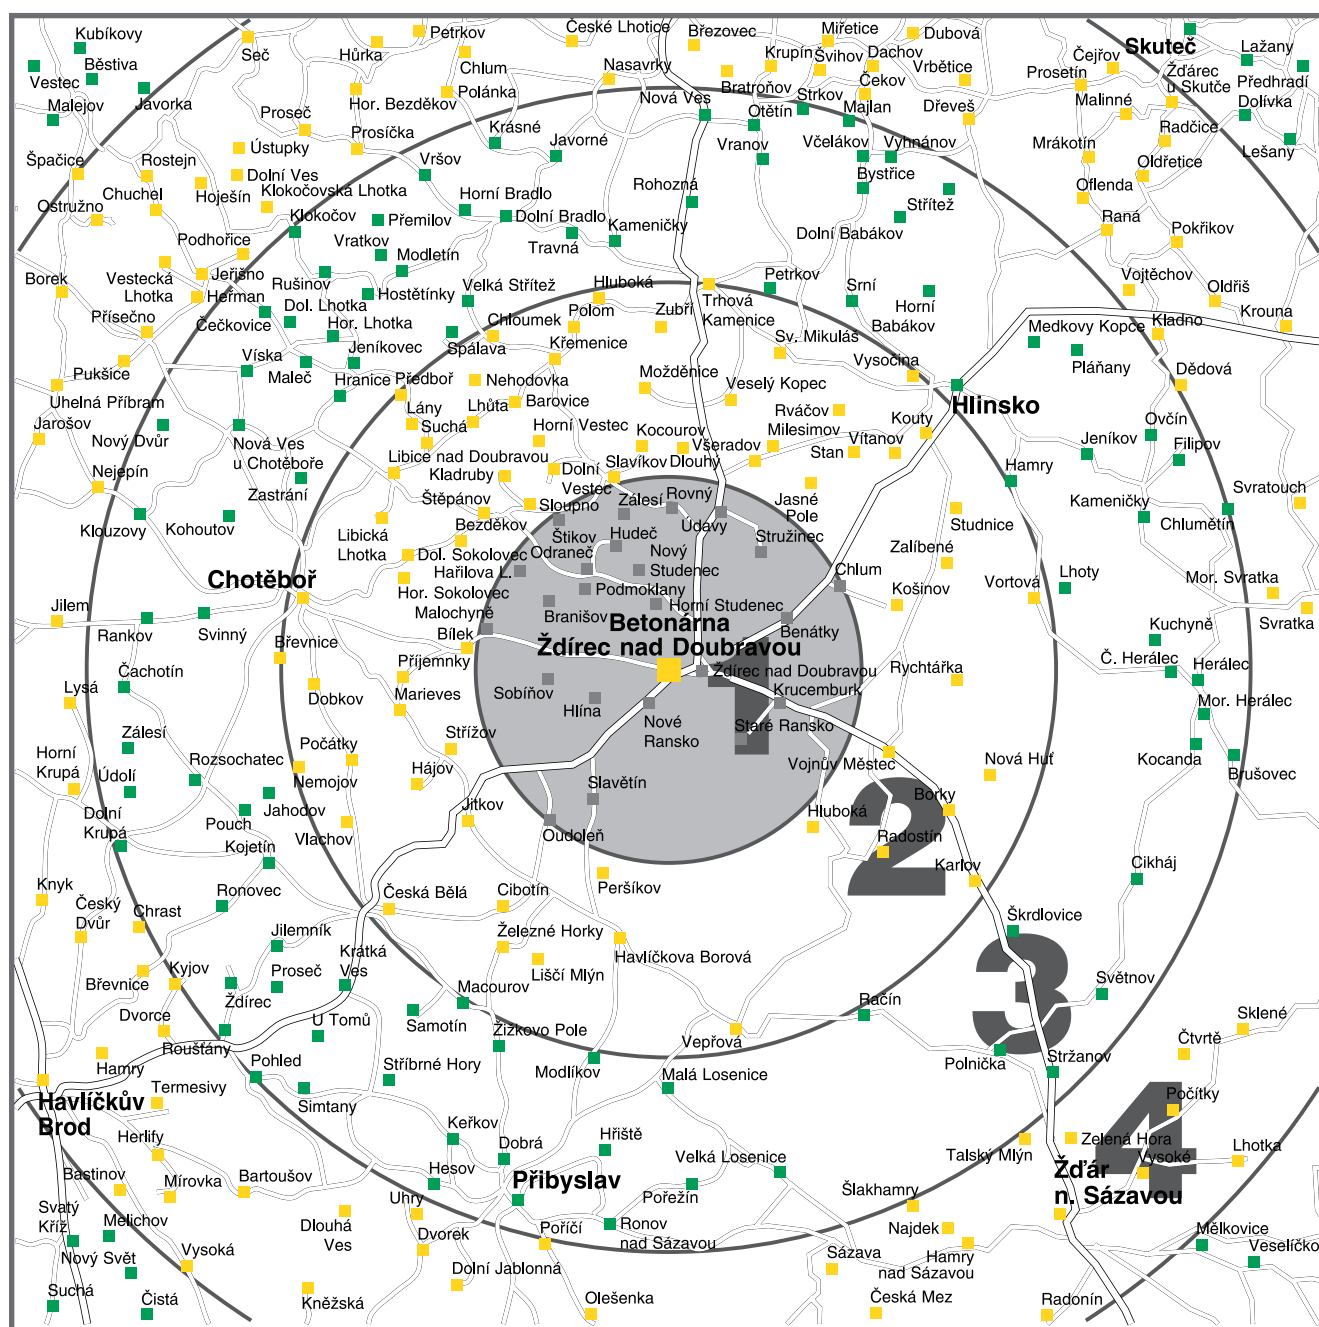 Kubíkovy
Petrkov
České Lhotice
Březovec
Miřetice
Dubová
Seč
Hůrka
Krupín
Švihov
Dachov
Čejřov
Skuteč
Lažany
Vestec
Běstiva
Chlum
Nasavrky
Bratroňov
Čekov
Vrbětice
Prosetín
Žďárec
u Skutče
Předhradí
Malejov
Javorka
Hor. Bezděkov
Polánka
Nová Ves
Otětín
Strkov
Majlan
Dřeveš
Malinné
Dolívka
Proseč
Prosíčka
Krásné
Javorné
Vranov
Včelákov
Vyhnánov
Mrákotín
Radčice
Lešany
Špačice
Rostejn
Ústupky
Vršov
Bystřice
Oldřetice
Dolní Ves
Hoješín
Klokočovská Lhotka
Horní Bradlo
Rohozná
Střítež
Oflenda
Ostružno
Chuchel
Klokočov
Přemilov
Dolní Bradlo
Kameničky
Dolní Babákov
Raná
Pokřikov
Podhořice
Vratkov
Modletín
Travná
Borek
Vestecká
Lhotka
Jeřišno
Rušinov
Hostětínky
Velká Střítež
Hluboká
Petrkov
Srní
Horní
Babákov
Vojtěchov
Oldřiš
Heřman
Dol. Lhotka
Trhová
Kamenice
Krouna
Přísečno
Čečkovice
Hor. Lhotka
Chloumek
Polom
Zubří
Medkovy Kopce
Kladno
Víska
Jeníkovec
Spálava
Křemenice
Sv. Mikuláš
Vysočina
Pláňany
Dědová
Pukšice
Maleč
Hranice
Předboř
Nehodovka
Možděnice
Veselý Kopec
Uhelná Příbram
Lány
Lhůta
Barovice
Rváčov
Hlinsko
Jarošov
Nový Dvůr
Nová Ves
u Chotěboře
Suchá
Horní Vestec
Kocourov
Všeradov
Milesimov
Kouty
Ovčín
Jeníkov
Filipov
Nejepín
Zastrání
Libice nad Doubravou
Kladruby
Dolní
Vestec
Slavíkov
Dlouhý
Stan
Vítanov
Hamry
Svratouch
Klouzovy
Kohoutov
Štěpánov
Sloupno
Zálesí
Rovný
Jasné
Pole
Kameničky
Chlumětín
Libická
Lhotka
Bezděkov
Štikov
Hudeč
Údavy
Stružinec
Studnice
Chotěboř
Dol. Sokolovec
Odraneč
Nový
Studenec
Zalíbené
Hařilova L.
Chlum
Vortová
Lhoty
Mor. Svratka
Jilem
Hor. Sokolovec
Podmoklany
Košinov
Rankov
Svinný
Malochyně
Branišov
Horní Studenec
Svratka
Betonárna
Ždírec nad Doubravou
Benátky
Kuchyně
Břevnice
Bílek
Čachotín
Příjemnky
Ždírec nad Doubravou
Rychtářka
Č. Herálec
Herálec
Lysá
Dobkov
Marieves
Sobíňov
Krucemburk
1
Mor. Herálec
Hlína
Nové
Ransko
Staré Ransko
Zálesí
Rozsochatec
Počátky
Střížov
Vojnův Městec
Nová Huť
Kocanda
Brušovec
Horní
Krupá
Údolí
Nemojov
Hájov
Slavětín
Dolní
Krupá
Jahodov
Pouch
Vlachov
Jitkov
Oudoleň
Hluboká
2
Borky
Radostín
Kojetín
Karlov
Cikháj
Knyk
Ronovec
Peršíkov
Český
Dvůr
Chrast
Česká Bělá
Cibotín
Škrdlovice
Jilemník
Krátká
Ves
Železné Horky
Havlíčkova Borová
3
Břevnice
Kyjov
Proseč
Liščí Mlýn
Světnov
Ždírec
Macourov
Račín
Dvorce
U Tomů
Samotín
Žižkovo Pole
Vepřová
Sklené
Roušťány
Polnička
Stržanov
Čtvrtě
Hamry
Pohled
Stříbrné Hory
Modlíkov
Malá Losenice
Havlíčkův
Brod
Termesivy
Simtany
4
Počítky
Herlify
Keřkov
Dobrá
Hřiště
Talský Mlýn
Zelená Hora
Lhotka
Bastinov
Mírovka
Bartoušov
Hesov
Přibyslav
Velká Losenice
Žďár
n. Sázavou
Vysoké
Svatý
Kříž
Melichov
Uhry
Pořežín
Šlakhamry
Dlouhá
Ves
Dvorek
Poříčí
Ronov
nad Sázavou
Najdek
Mělkovice
Nový Svět
Vysoká
Sázava
Hamry
nad Sázavou
Veselíčko
Suchá
Čistá
Kněžská
Dolní Jablonná
Olešenka
Česká Mez
Radonín